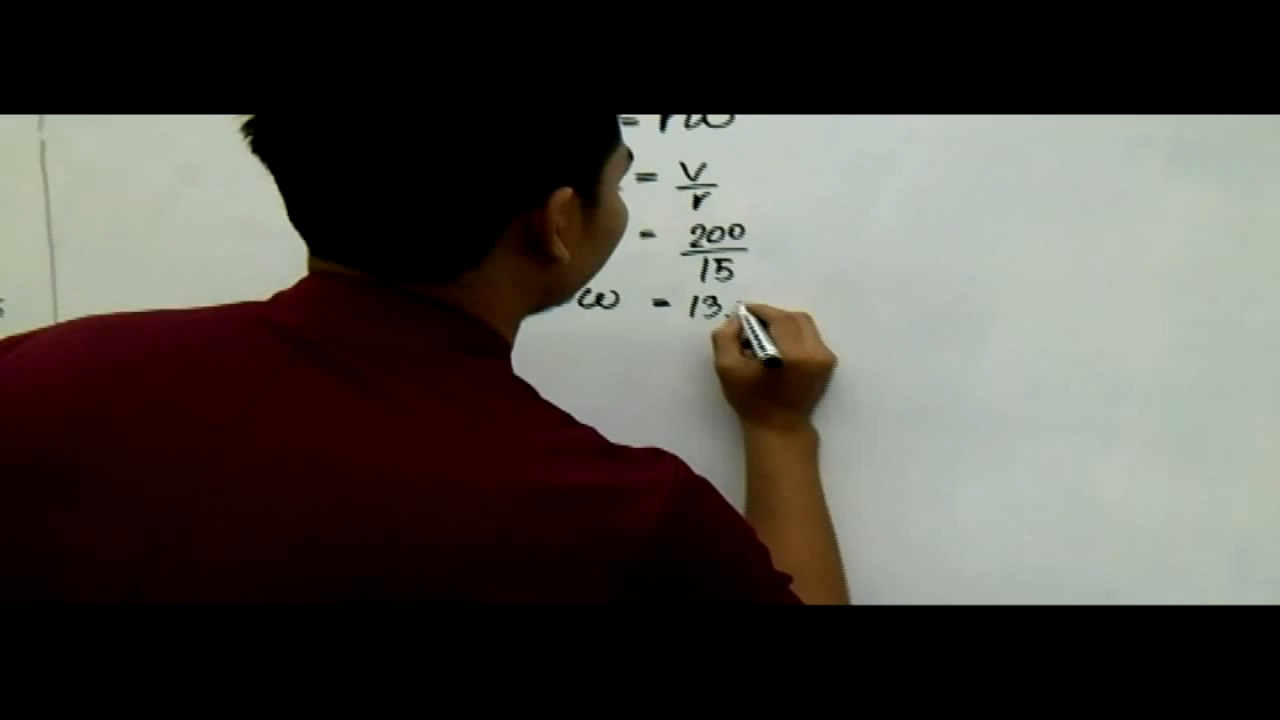 = rω
= v/r
= 200/15
ω = 13.